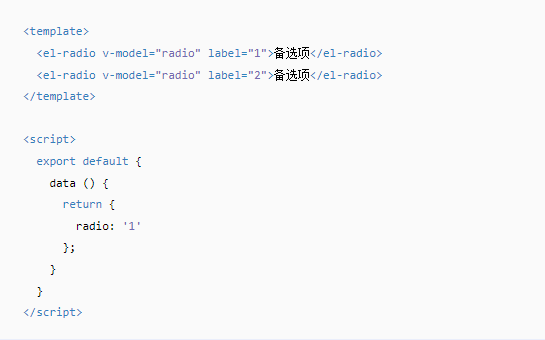 <template>
  <el-radio v-model="radio" label="1">备选项</el-radio>
  <el-radio v-model="radio" label="2">备选项</el-radio>
</template>

<script>
  export default {
    data () {
      return {
        radio: '1'
      };
    }
  }
</script>